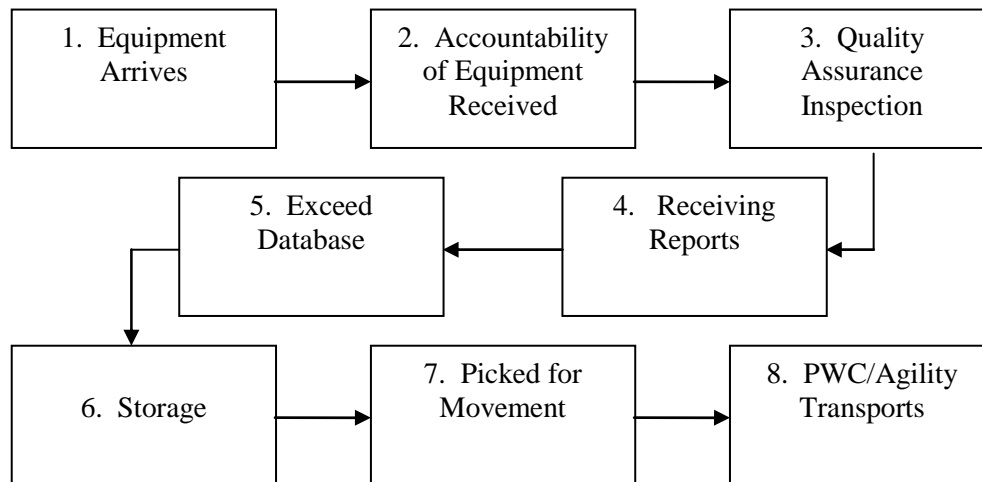 1. Equipment
Arrives
2. Accountability
of Equipment
Received
3. Quality
Assurance
Inspection
4. Receiving
Reports
5. Exceed
Database
6. Storage
7. Picked for
Movement
8. PWC/Agility
Transports